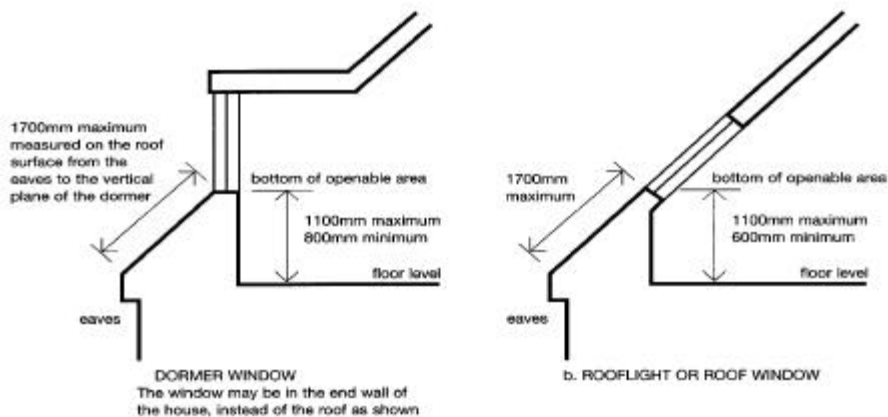 1700mm maximum
measured on the roof
surface from the
eaves to the vertical
plane of the dormer
bottom of openable area
1100mm maximum
800mm minimum
floor level
eaves
DORMER WINDOW
The window may be in the end wall of
the house, instead of the roof as shown
1700mm
maximum
bottom of openable area
1100mm maximum
600mm minimum
floor level
eaves
b. ROOFLIGHT OR ROOF WINDOW